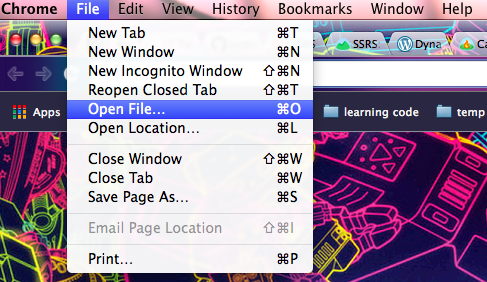 Chrome File Edit View History Bookmarks Window Help
New Tab ⌘T
New Window ⌘N
New Incognito Window ⇧⌘N
Reopen Closed Tab ⇧⌘T
Open File... ⌘O
Open Location... ⌘L
Close Window ⇧⌘W
Close Tab ⌘W
Save Page As... ⌘S
Email Page Location ⇧⌘I
Print... ⌘P
S SSRS Dyna Ca
Apps learning code temp